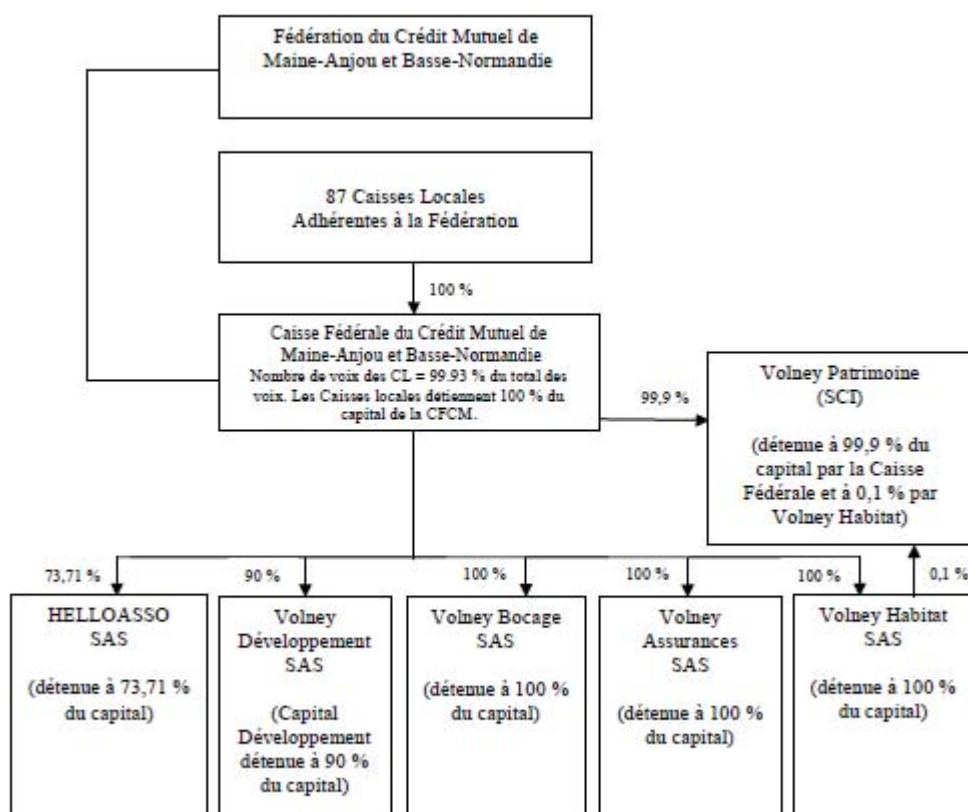 Fédération du Crédit Mutuel de
Maine-Anjou et Basse-Normandie
87 Caisses Locales
Adhérentes à la Fédération
100 %
Caisse Fédérale du Crédit Mutuel de
Maine-Anjou et Basse-Normandie
Nombre de voix des CL = 99.93 % du total des
voix. Les Caisses locales détiennent 100 % du
capital de la CFCM.
99,9 %
Volney Patrimoine
(SCI)
(détenue à 99,9 % du
capital par la Caisse
Fédérale et à 0,1 % par
Volney Habitat)
73,71 %
90 %
100 %
100 %
100 %
0,1 %
HELLOASSO
SAS
(détenue à 73,71 %
du capital)
Volney
Développement
SAS
(Capital
Développement
détenue à 90 %
du capital)
Volney Bocage
SAS
(détenue à 100 %
du capital)
Volney
Assurances
SAS
(détenue à 100 %
du capital)
Volney Habitat
SAS
(détenue à 100 %
du capital)